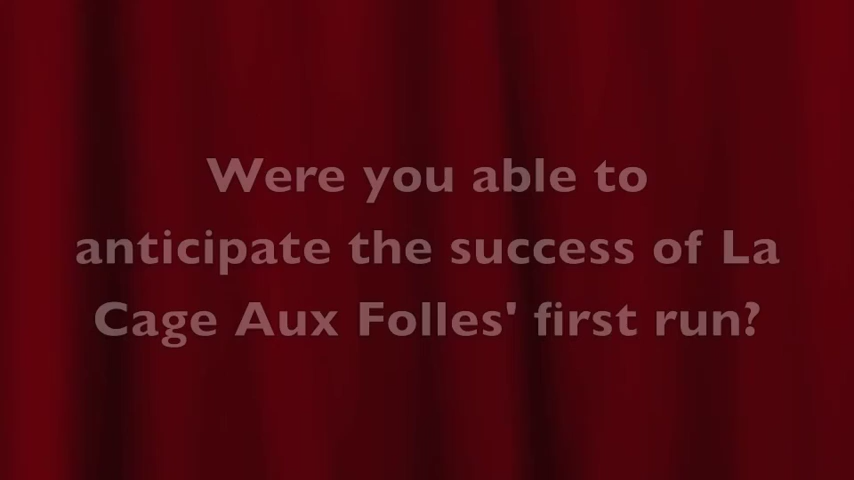 Were you able to
anticipate the success of La
Cage Aux Folles' first run?